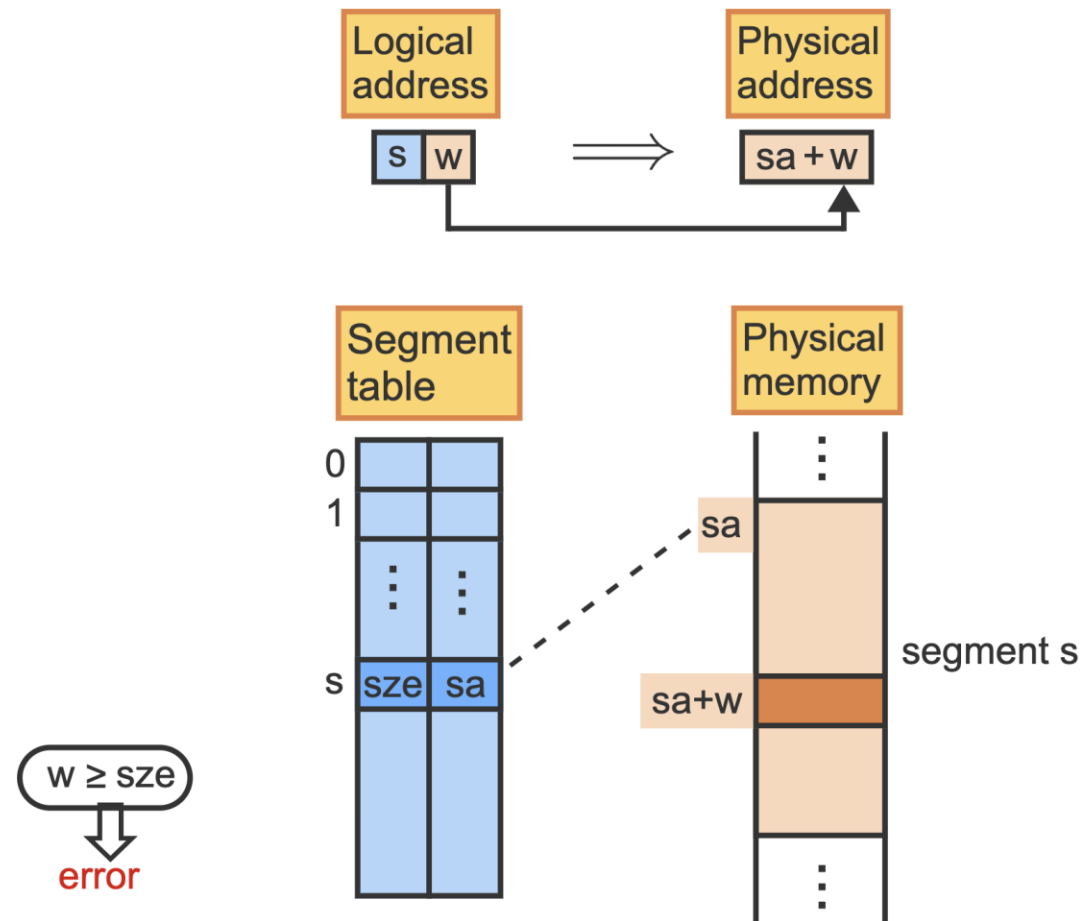 Logical
address
Physical
address
s w
⟹
sa + w
Segment
table
Physical
memory
0
1
⋮ ⋮
⋮
sa
s sze sa
segment s
sa+w
w ≥ sze
error
⋮